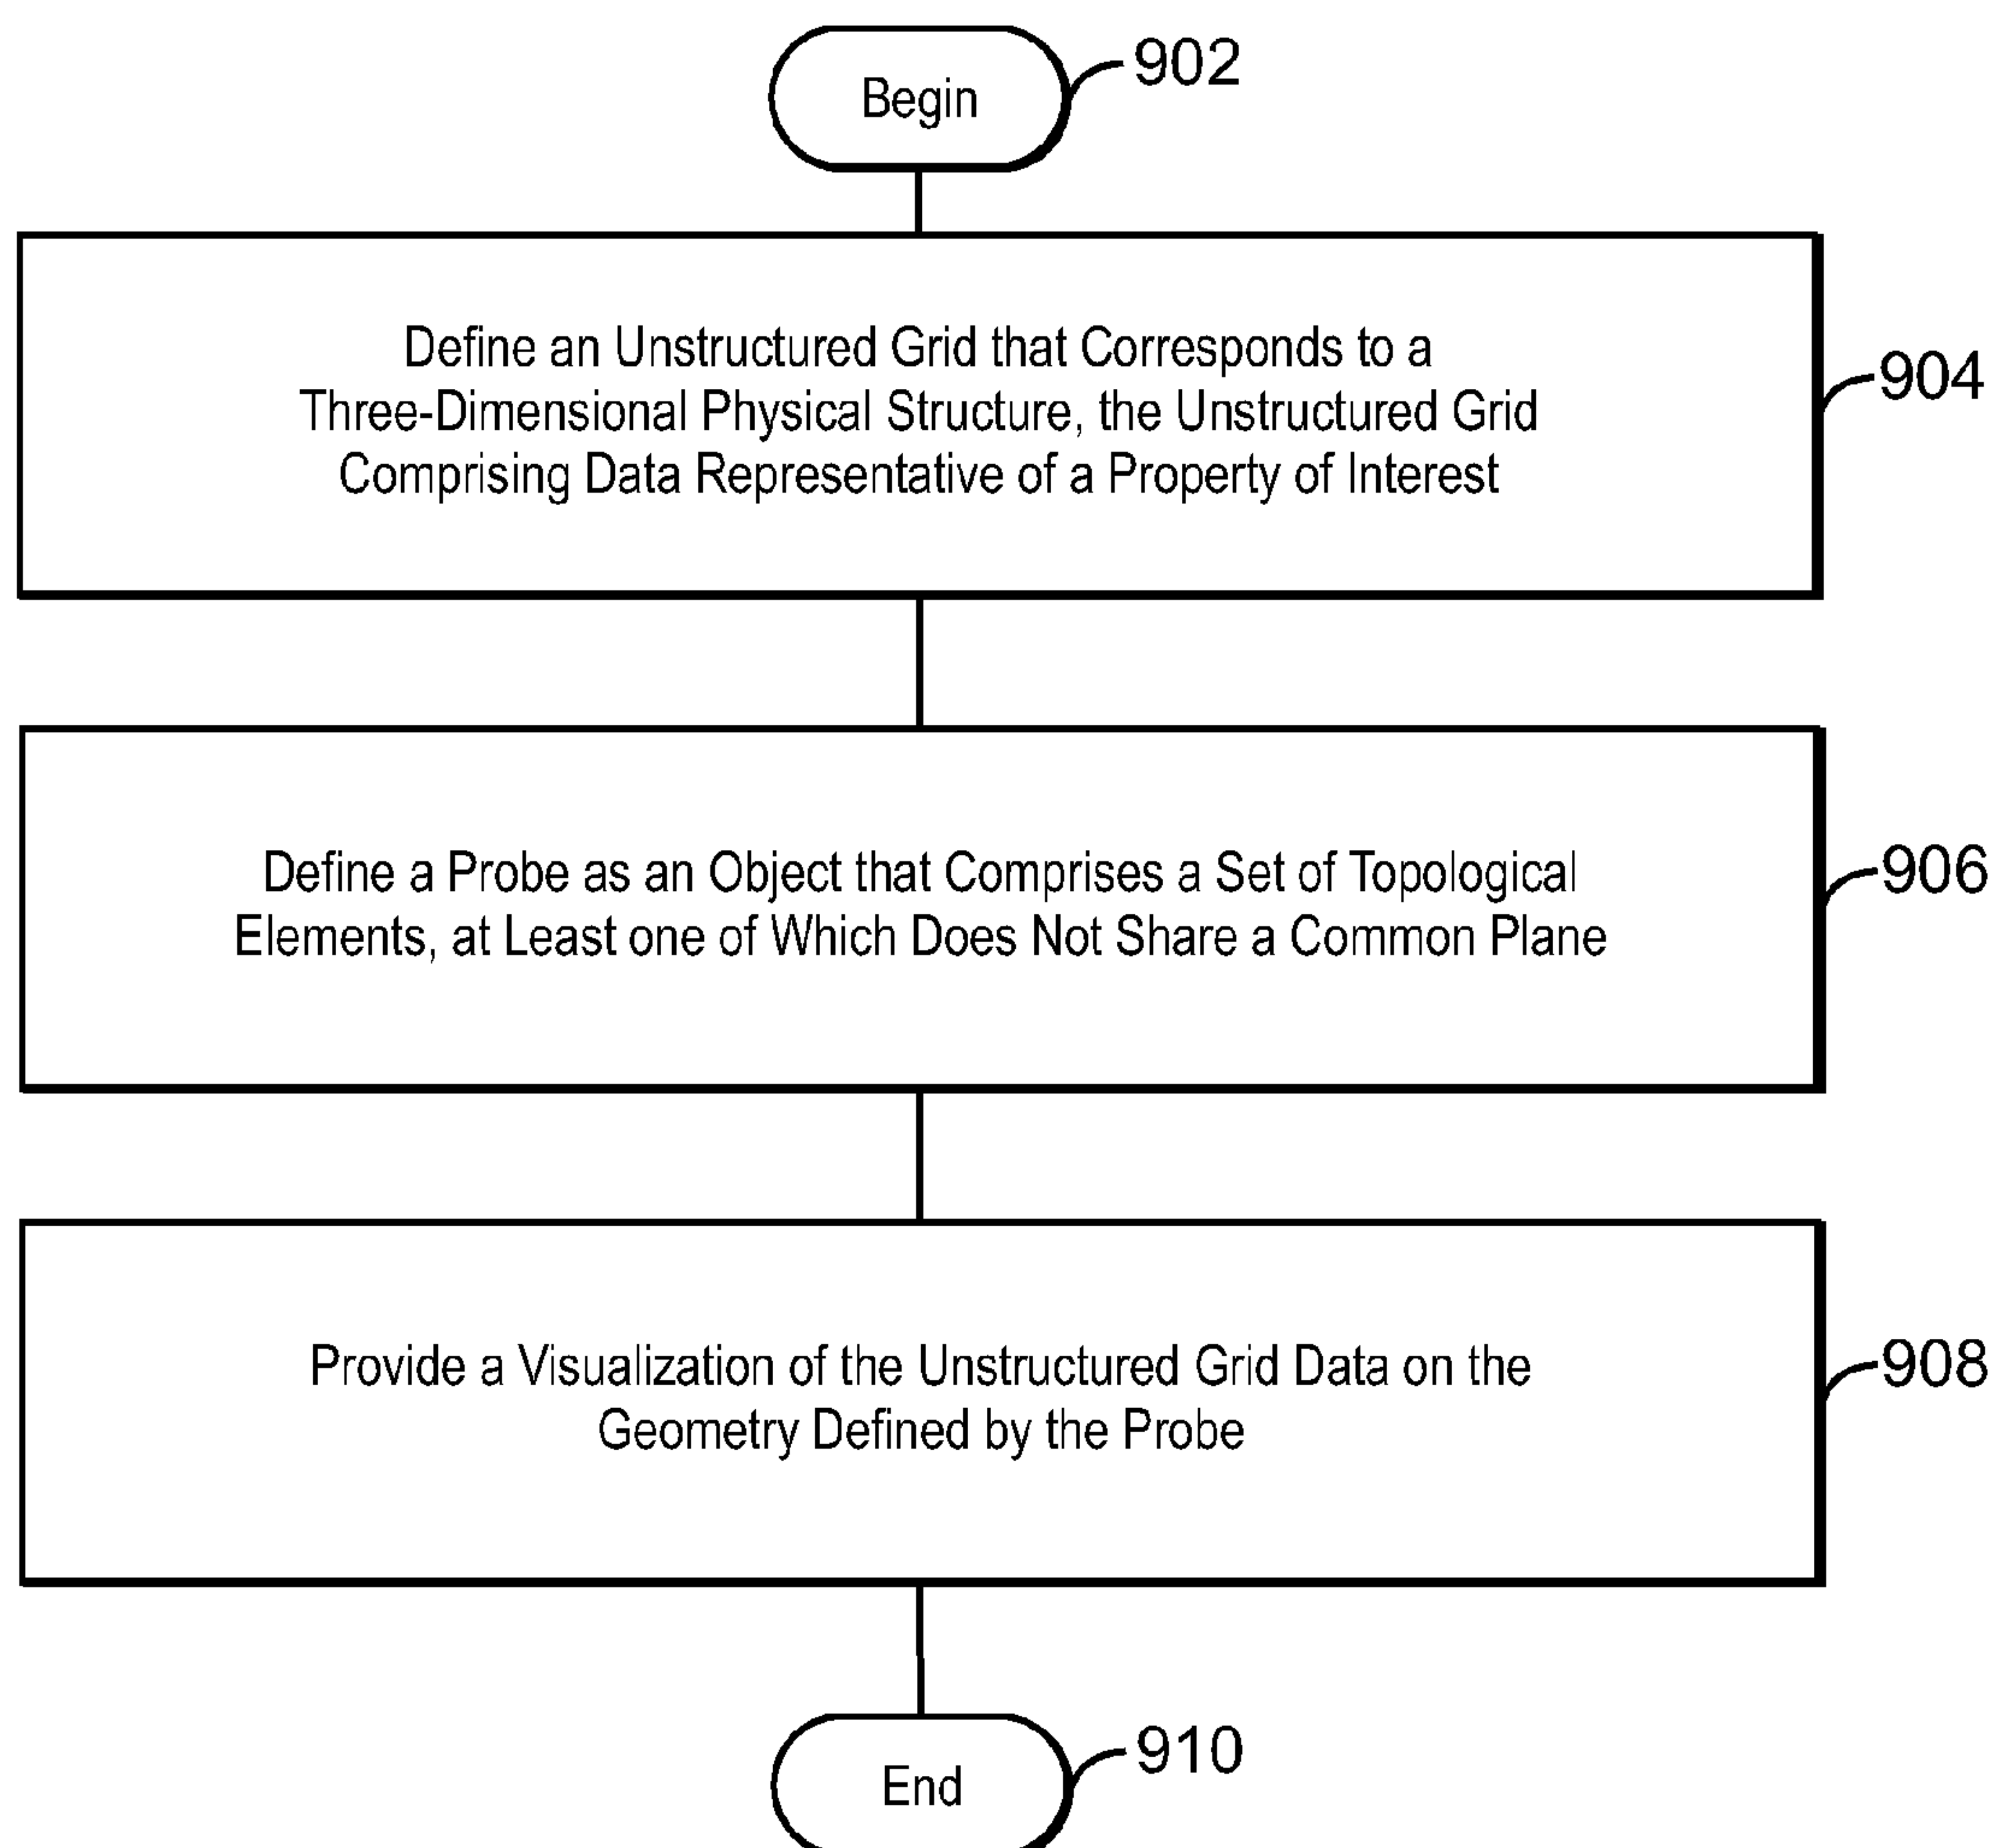 Begin
902
Define an Unstructured Grid that Corresponds to a
Three-Dimensional Physical Structure, the Unstructured Grid
Comprising Data Representative of a Property of Interest
904
Define a Probe as an Object that Comprises a Set of Topological
Elements, at Least one of Which Does Not Share a Common Plane
906
Provide a Visualization of the Unstructured Grid Data on the
Geometry Defined by the Probe
908
End
910